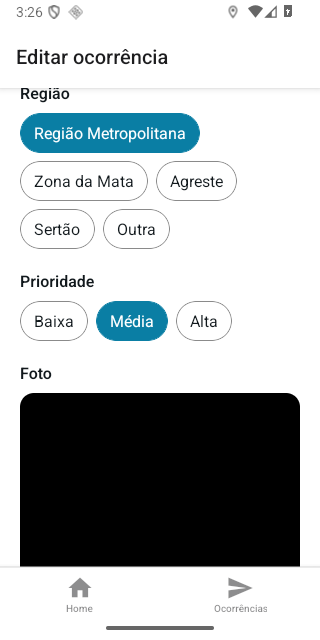 3:26
Editar ocorrência
Região
Região Metropolitana
Zona da Mata
Agreste
Sertão
Outra
Prioridade
Baixa
Média
Alta
Foto
Home
Ocorrências